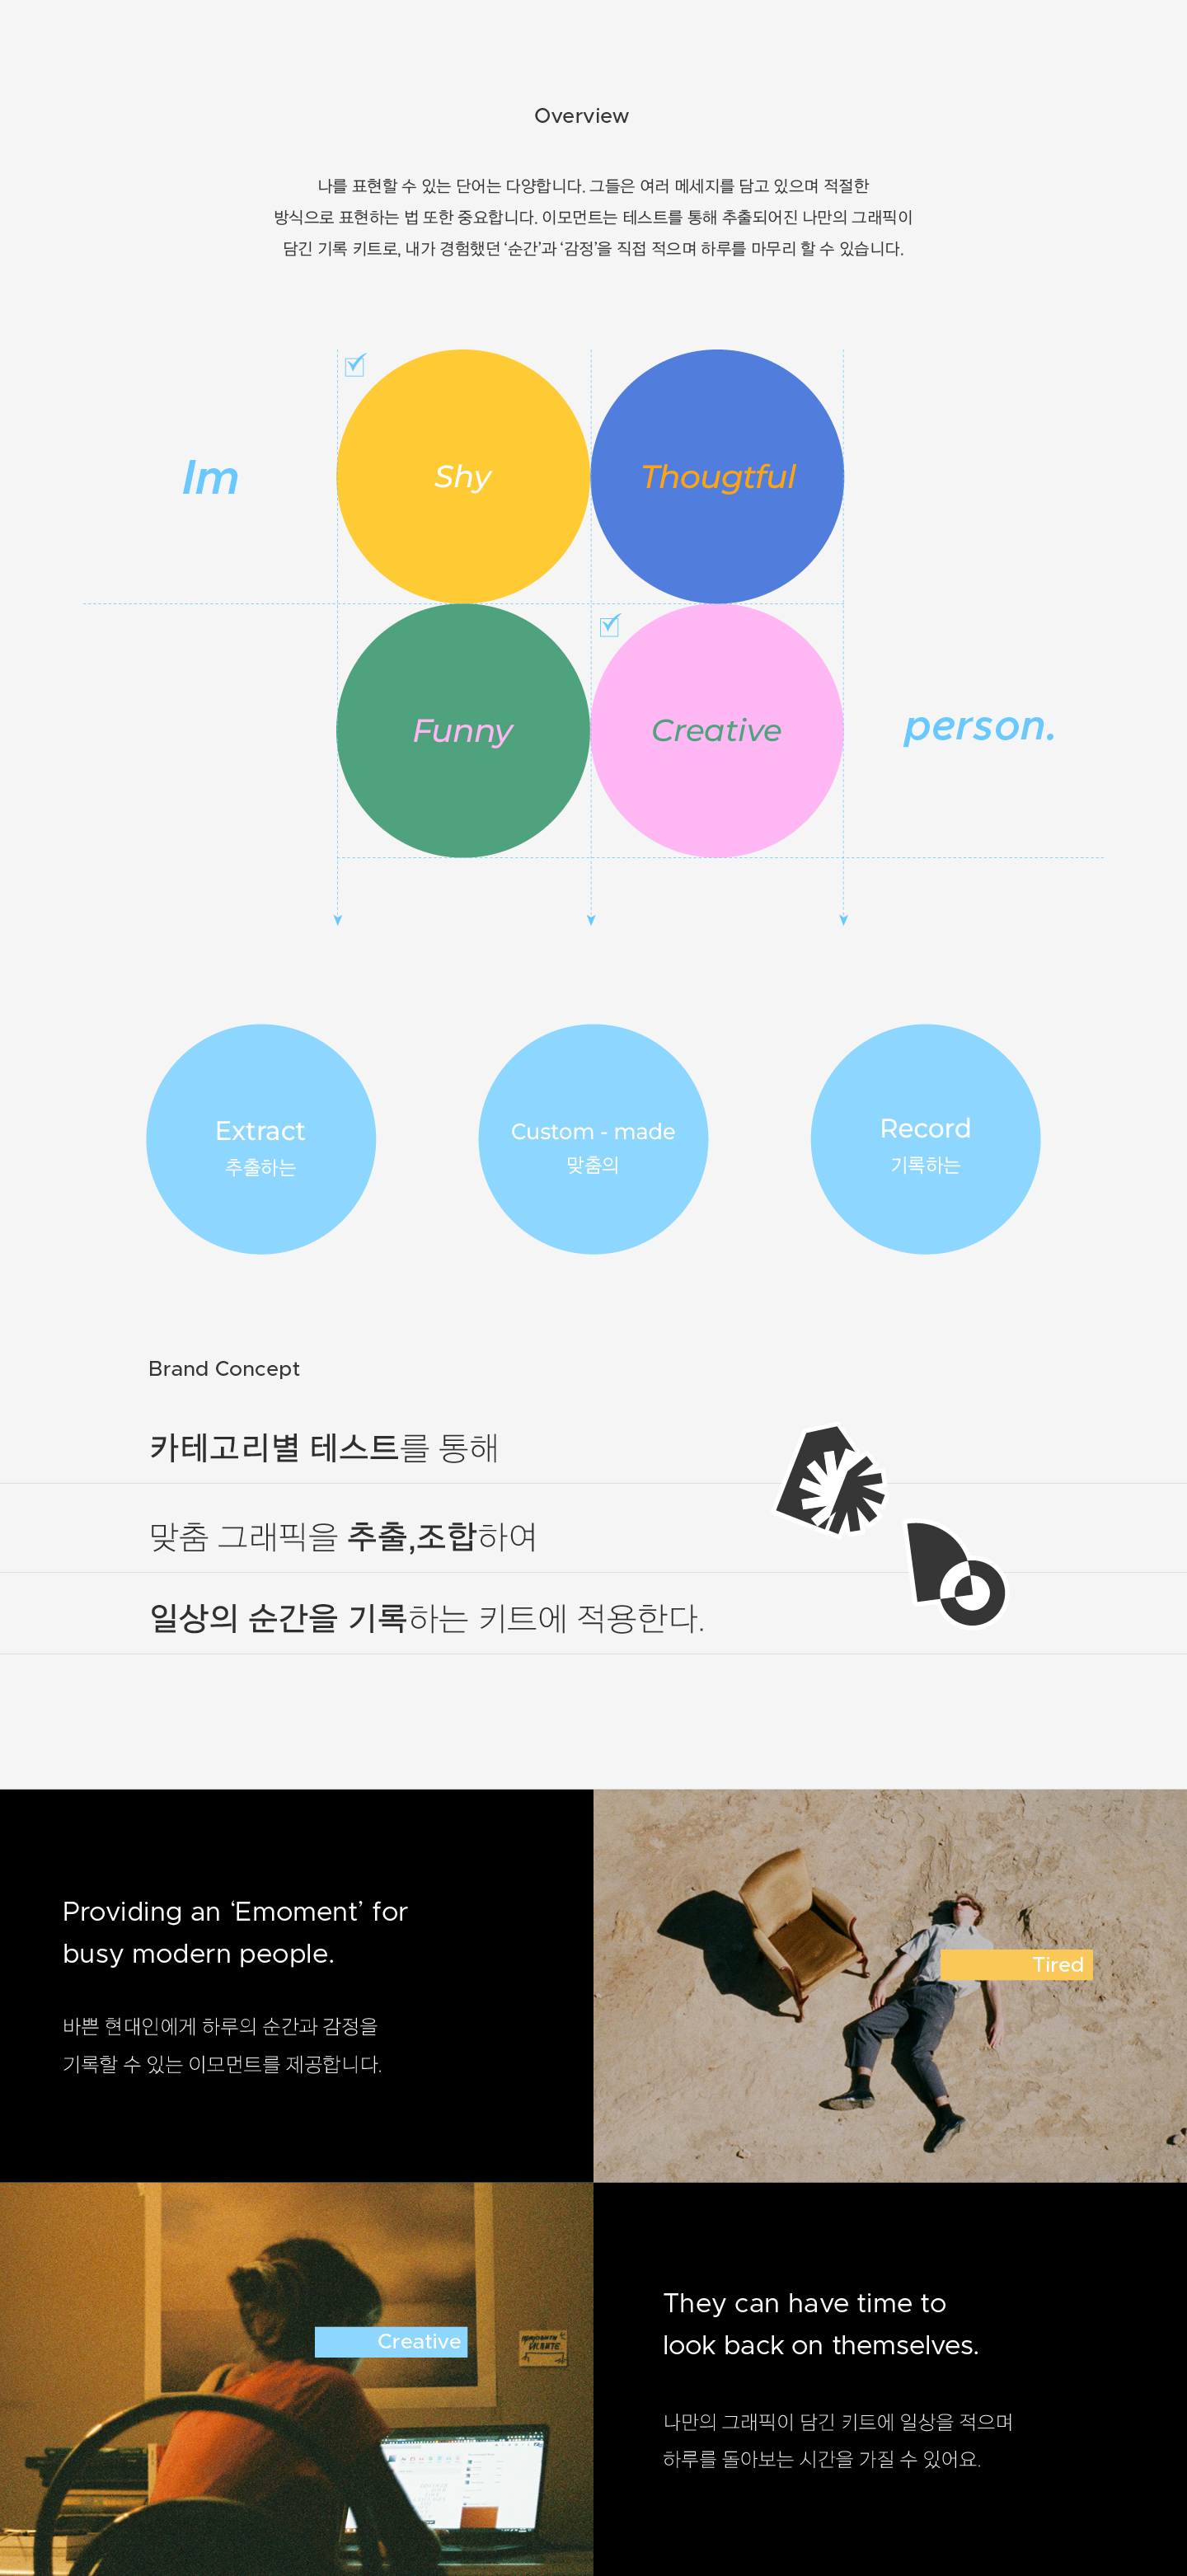 Overview
나를 표현할 수 있는 단어는 다양합니다. 그들은 여러 메세지를 담고 있으며 적절한
방식으로 표현하는 법 또한 중요합니다. 이모먼트는 테스트를 통해 추출되어진 나만의 그래픽이
담긴 기록 키트로, 내가 경험했던 ‘순간’과 ‘감정’을 직접 적으며 하루를 마무리 할 수 있습니다.
Im
Shy
Thougtful
Funny
Creative
person.
Extract
추출하는
Custom - made
맞춤의
Record
기록하는
Brand Concept
카테고리별 테스트를 통해
맞춤 그래픽을 추출,조합하여
일상의 순간을 기록하는 키트에 적용한다.
Providing an ‘Emoment’ for
busy modern people.
바쁜 현대인에게 하루의 순간과 감정을
기록할 수 있는 이모먼트를 제공합니다.
Tired
Creative
They can have time to
look back on themselves.
나만의 그래픽이 담긴 키트에 일상을 적으며
하루를 돌아보는 시간을 가질 수 있어요.